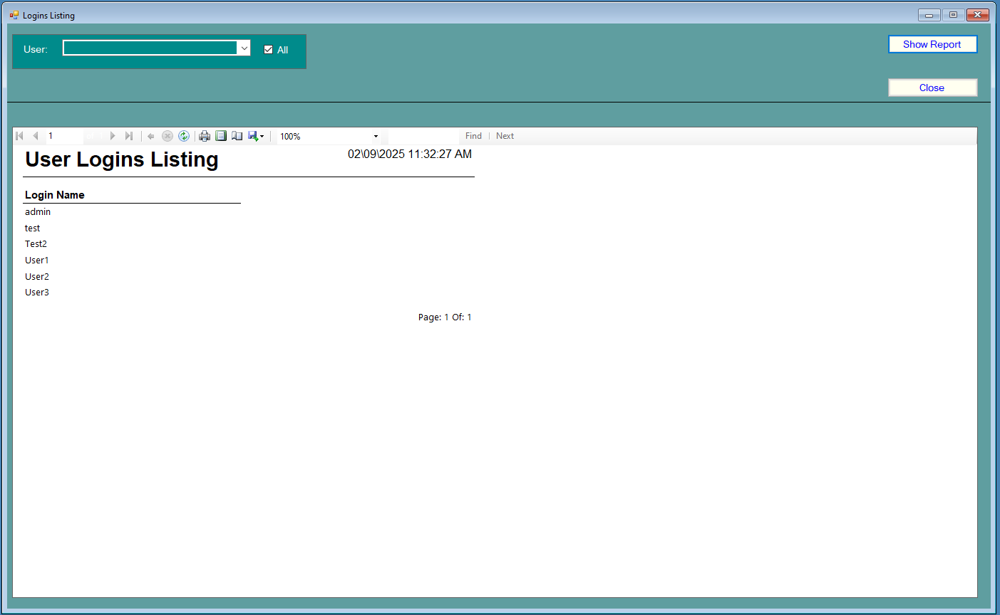 Logins Listing
User:
All
Show Report
Close
1
100%
Find | Next
User Logins Listing
02\09\2025 11:32:27 AM
Login Name
admin
test
Test2
User1
User2
User3
Page: 1 Of: 1